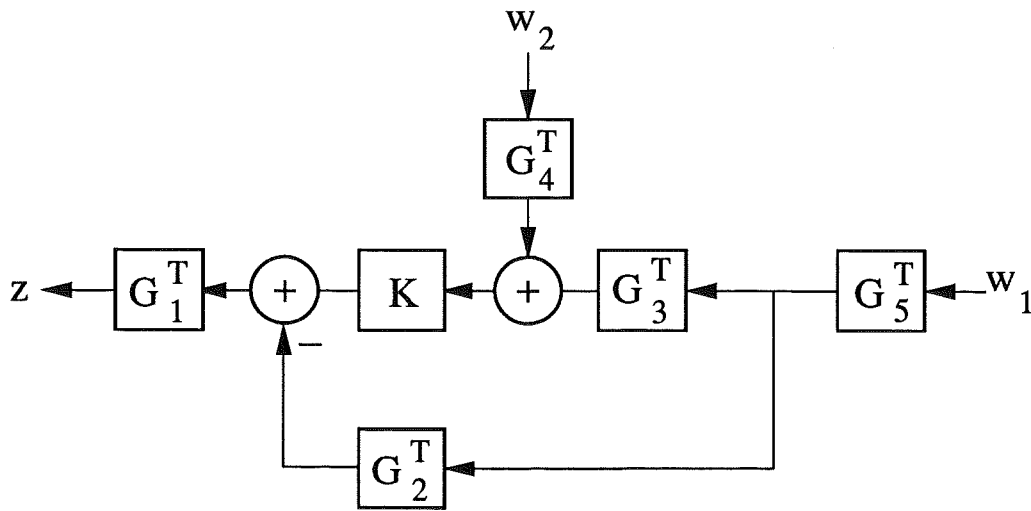 w₂
G₄ᵀ
z
G₁ᵀ
+
K
+
G₃ᵀ
G₅ᵀ
w₁
−
G₂ᵀ